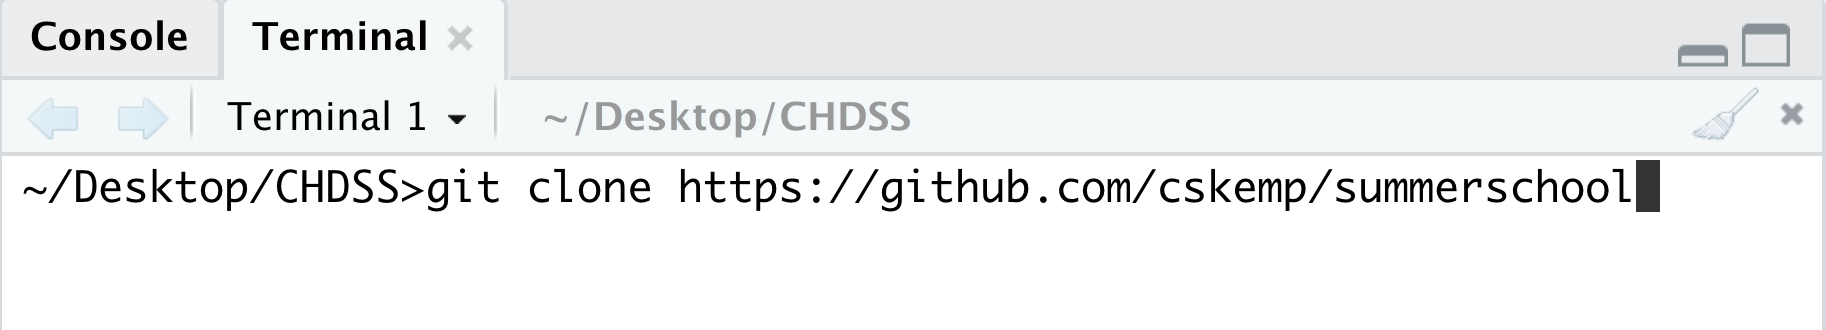 Console Terminal
Terminal 1 ~/Desktop/CHDSS
~/Desktop/CHDSS>git clone https://github.com/cskemp/summerschool